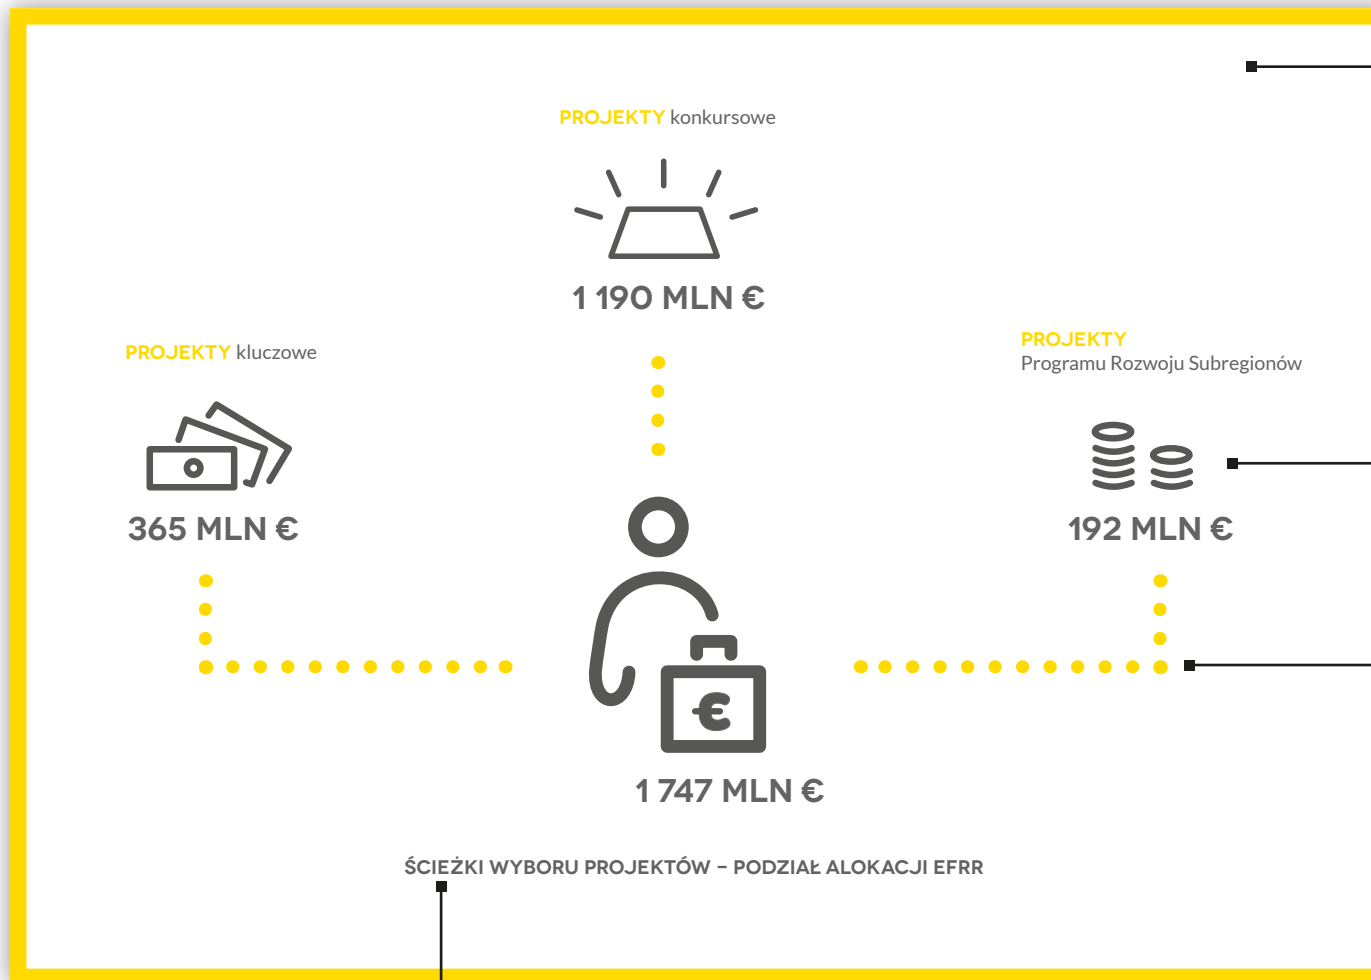 PROJEKTY konkursowe
1 190 MLN €
PROJEKTY kluczowe
365 MLN €
PROJEKTY
Programu Rozwoju Subregionów
192 MLN €
€
1 747 MLN €
ŚCIEŻKI WYBORU PROJEKTÓW – PODZIAŁ ALOKACJI EFRR